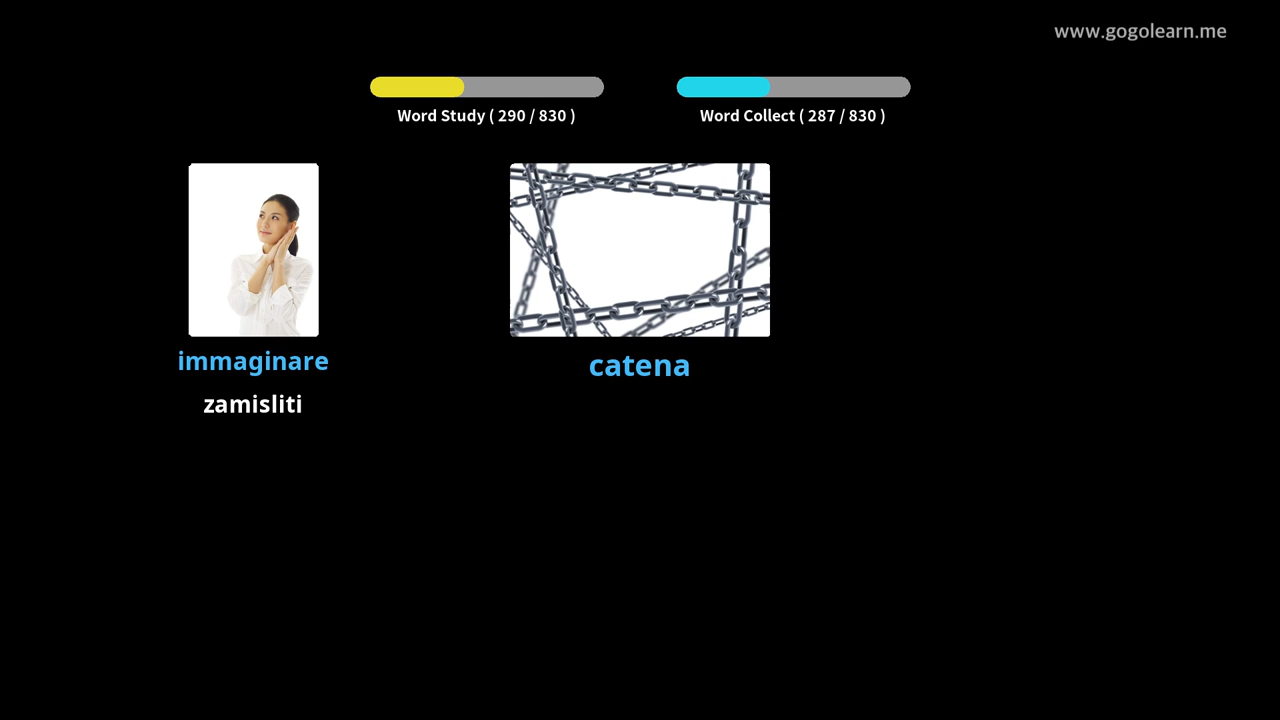 www.gogolearn.me
Word Study ( 290 / 830 )
Word Collect ( 287 / 830 )
immaginare
zamisliti
catena